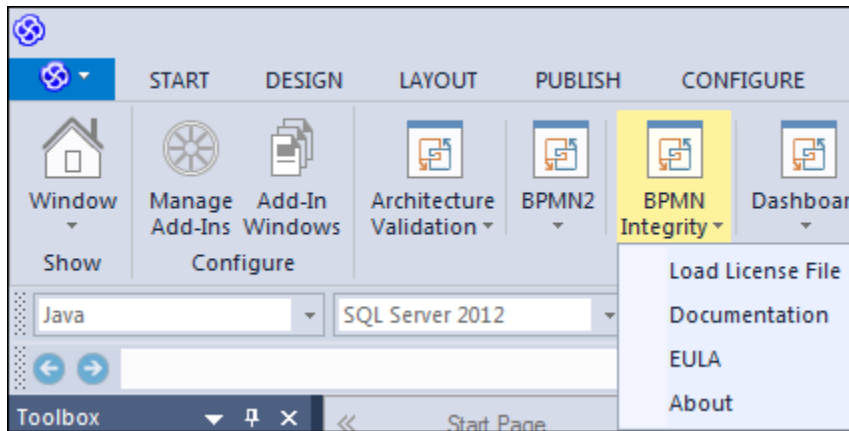 START DESIGN LAYOUT PUBLISH CONFIGURE
Window Manage Add-Ins Add-In Windows Architecture Validation BPMN2 BPMN Integrity
Show Configure
Load License File
Java SQL Server 2012 Documentation
EULA
About
Toolbox Start Page